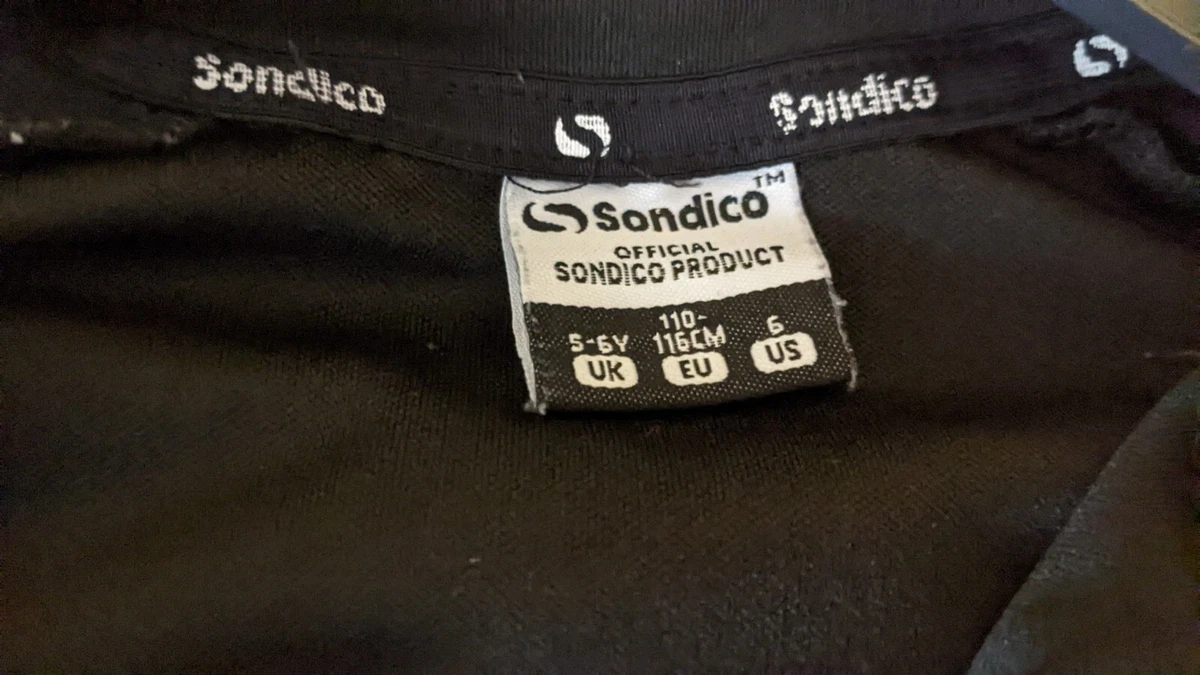 Sondico
Sondico
Sondico™
OFFICIAL
SONDICO PRODUCT
5-6Y
UK
110-
116CM
EU
6
US